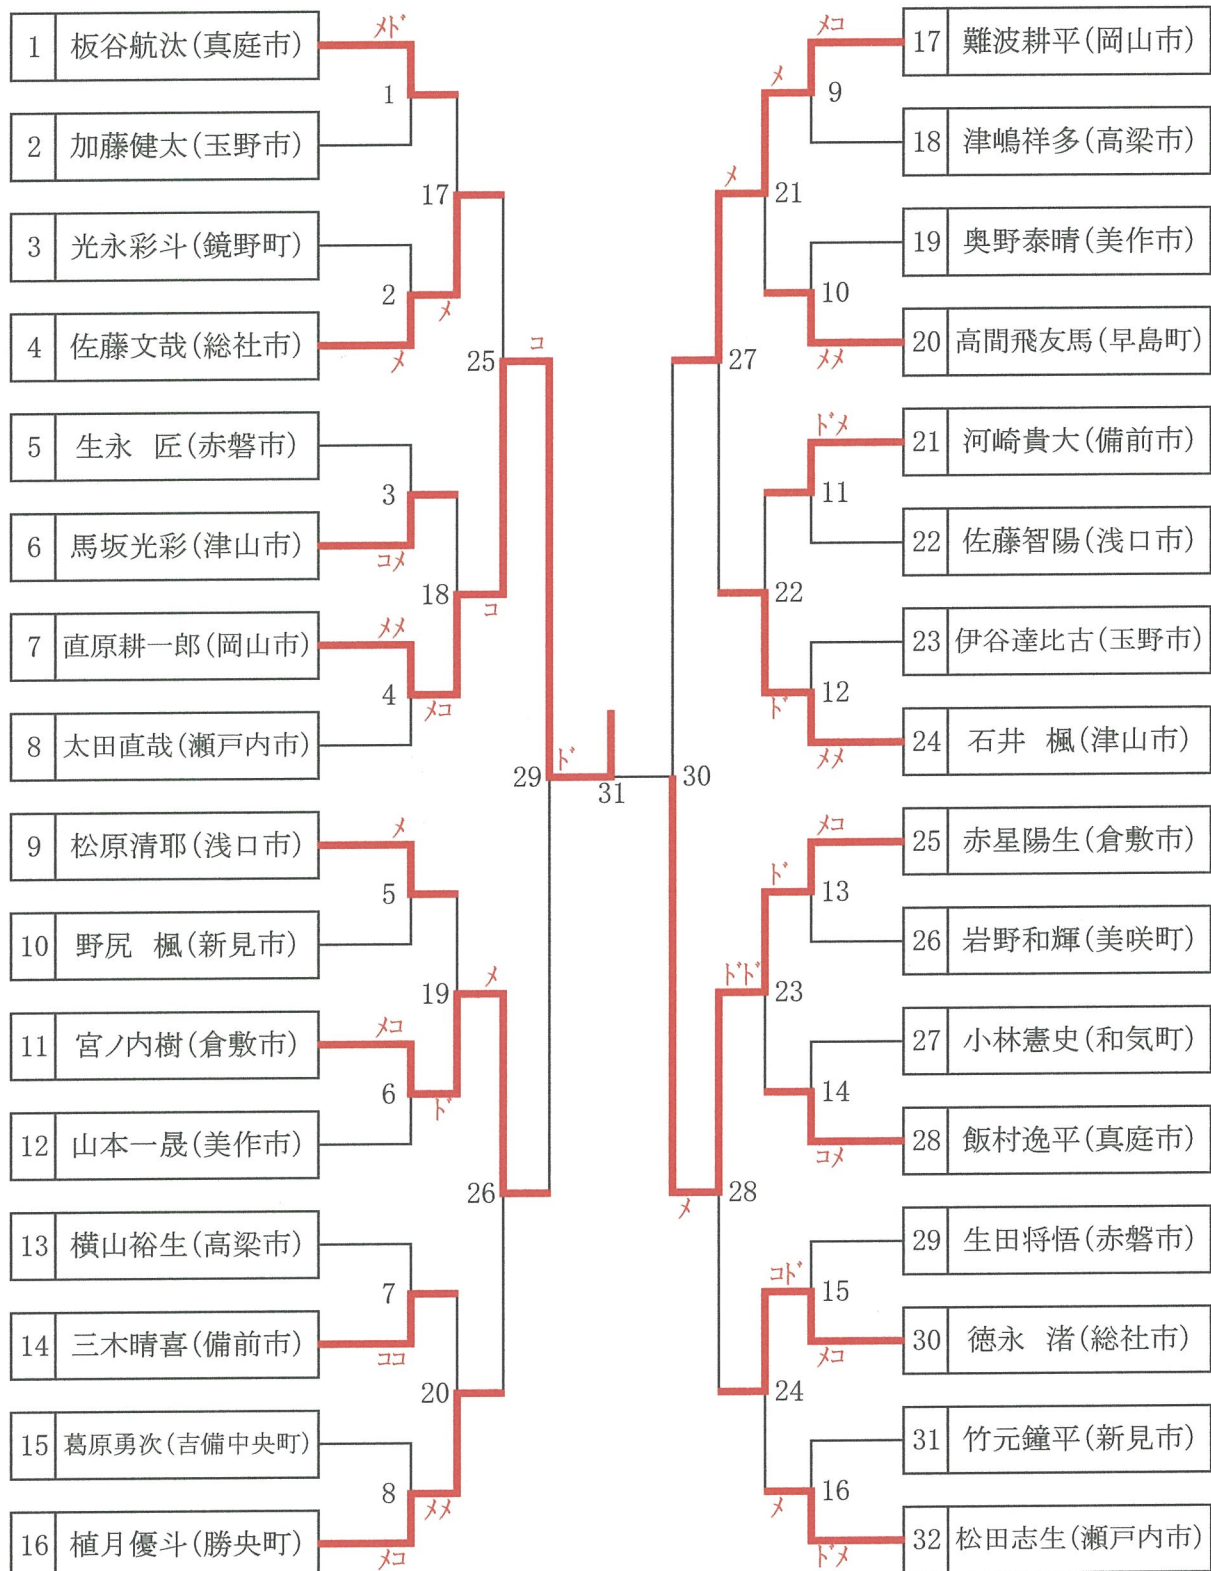 1 板谷航汰(真庭市)
2 加藤健太(玉野市)
3 光永彩斗(鏡野町)
4 佐藤文哉(総社市)
5 生永 匠(赤磐市)
6 馬坂光彩(津山市)
7 直原耕一郎(岡山市)
8 太田直哉(瀬戸内市)
9 松原清耶(浅口市)
10 野尻 楓(新見市)
11 宮ノ内樹(倉敷市)
12 山本一晟(美作市)
13 横山裕生(高梁市)
14 三木晴喜(備前市)
15 葛原勇次(吉備中央町)
16 植月優斗(勝央町)
メド
1
2
メ
メ
3
コメ
メメ
4
メコ
メ
5
メコ
6
ド
7
ココ
8
メメ
メコ
17
18
コ
19
メ
20
25
コ
26
29
ド
31
30
27
28
メ
メ
21
22
ド
ドド
23
24
コド
メ
メコ
9
10
メメ
ドメ
11
12
メメ
メコ
ド
13
14
コメ
15
メコ
16
メ
ドメ
17 難波耕平(岡山市)
18 津嶋祥多(高梁市)
19 奥野泰晴(美作市)
20 高間飛友馬(早島町)
21 河崎貴大(備前市)
22 佐藤智陽(浅口市)
23 伊谷達比古(玉野市)
24 石井 楓(津山市)
25 赤星陽生(倉敷市)
26 岩野和輝(美咲町)
27 小林憲史(和気町)
28 飯村逸平(真庭市)
29 生田将悟(赤磐市)
30 徳永 渚(総社市)
31 竹元鐘平(新見市)
32 松田志生(瀬戸内市)